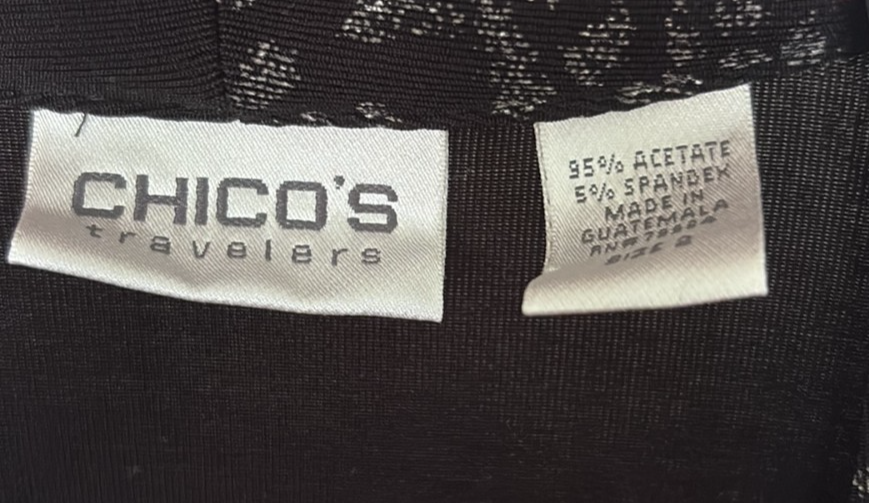 CHICO'S
travelers
95% ACETATE
5% SPANDEX
MADE IN
GUATEMALA
SIZE